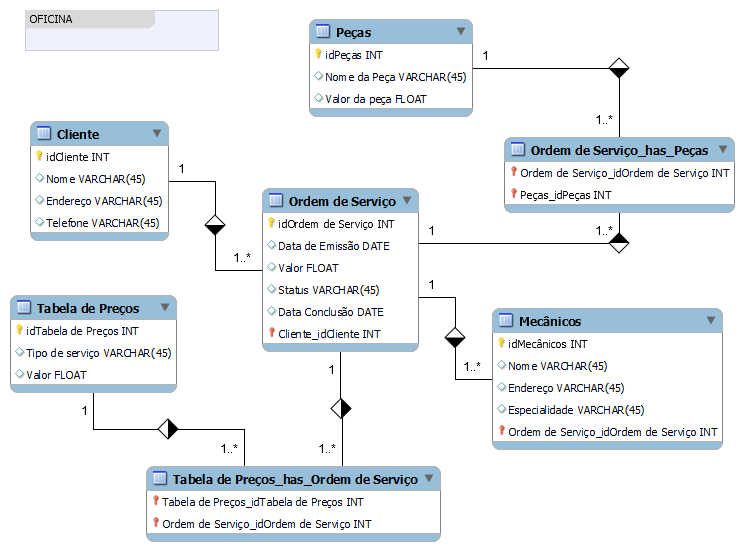 OFICINA
Peças
idPeças INT
Nome da Peça VARCHAR(45)
Valor da peça FLOAT
1
1..*
Ordem de Serviço_has_Peças
Ordem de Serviço_idOrdem de Serviço INT
Peças_idPeças INT
Cliente
idCliente INT
Nome VARCHAR(45)
Endereço VARCHAR(45)
Telefone VARCHAR(45)
1
1..*
Ordem de Serviço
idOrdem de Serviço INT
Data de Emissão DATE
Valor FLOAT
Status VARCHAR(45)
Data Conclusão DATE
Cliente_idCliente INT
1
1..*
1
1..*
Tabela de Preços
idTabela de Preços INT
Tipo de serviço VARCHAR(45)
Valor FLOAT
Mecânicos
idMecânicos INT
Nome VARCHAR(45)
Endereço VARCHAR(45)
Especialidade VARCHAR(45)
Ordem de Serviço_idOrdem de Serviço INT
1
1..*
1
1..*
Tabela de Preços_has_Ordem de Serviço
Tabela de Preços_idTabela de Preços INT
Ordem de Serviço_idOrdem de Serviço INT